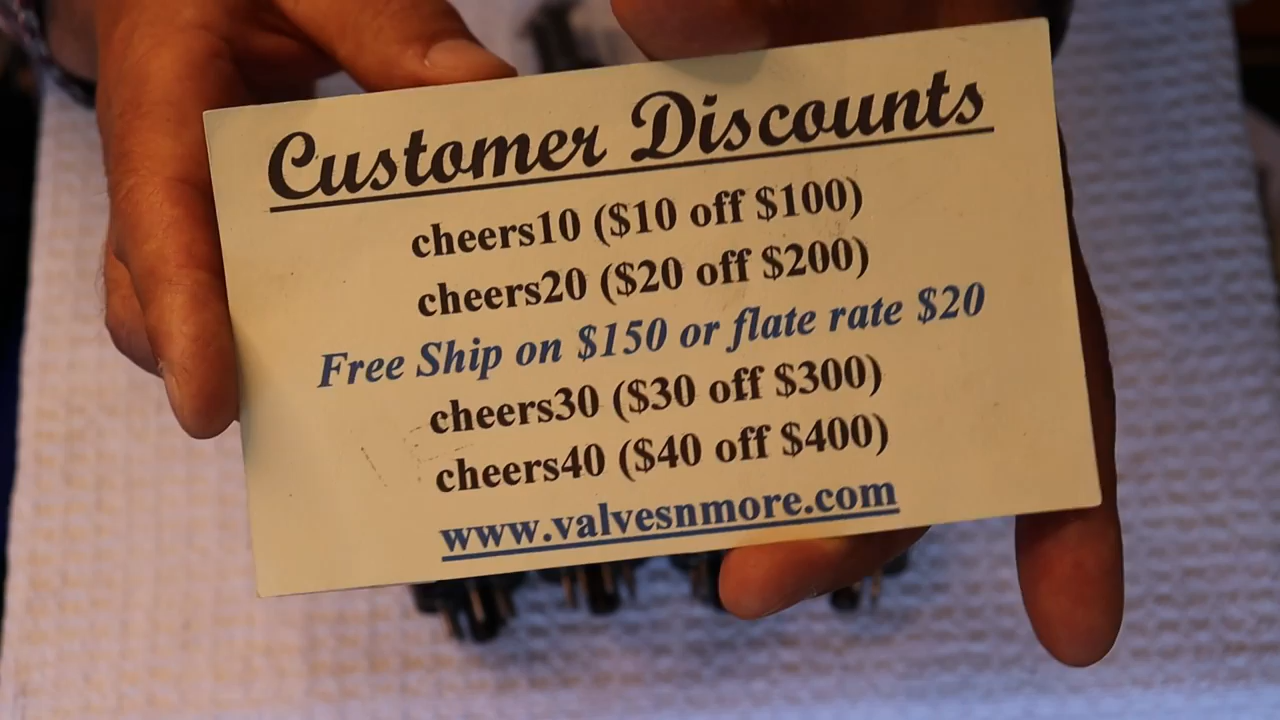 Customer Discounts
cheers10 ($10 off $100)
cheers20 ($20 off $200)
Free Ship on $150 or flate rate $20
cheers30 ($30 off $300)
cheers40 ($40 off $400)
www.valvesnmore.com